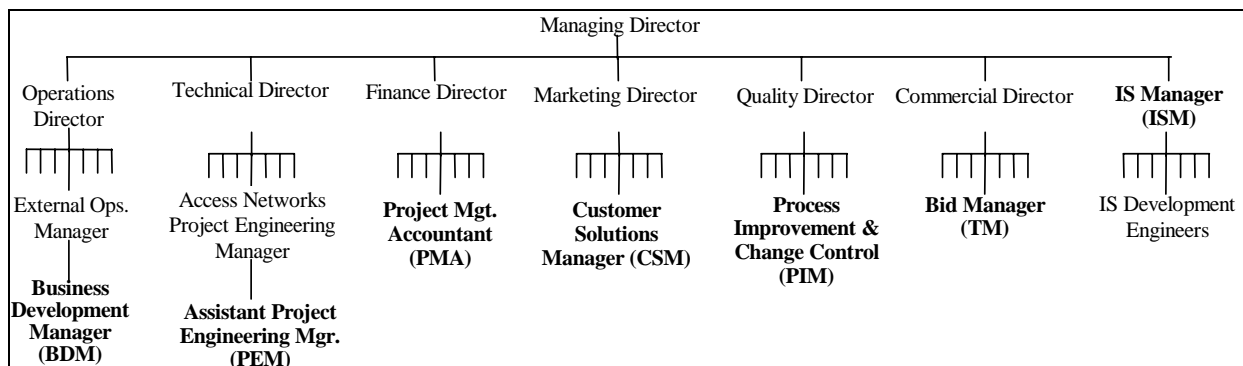 Managing Director
Operations
Director
Technical Director
Finance Director
Marketing Director
Quality Director
Commercial Director
IS Manager
(ISM)
External Ops.
Manager
Access Networks
Project Engineering
Manager
Project Mgt.
Accountant
(PMA)
Customer
Solutions
Manager (CSM)
Process
Improvement &
Change Control
(PIM)
Bid Manager
(TM)
IS Development
Engineers
Business
Development
Manager
(BDM)
Assistant Project
Engineering Mgr.
(PEM)